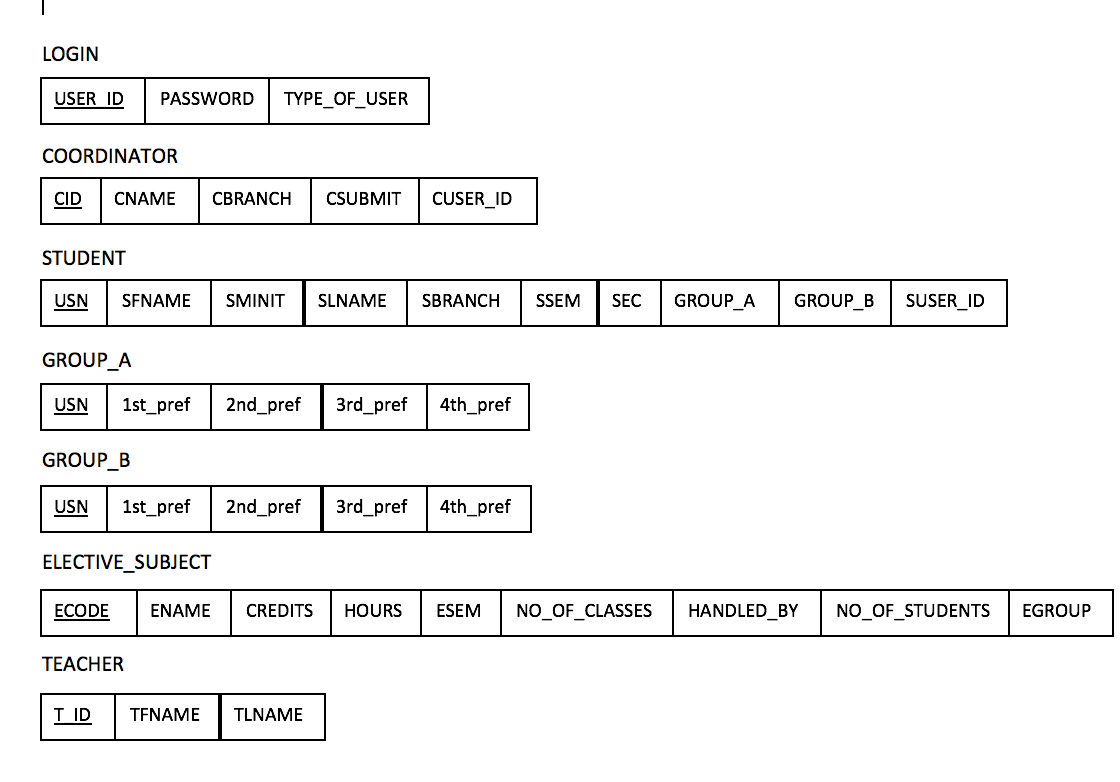 LOGIN
USER_ID PASSWORD TYPE_OF_USER
COORDINATOR
CID CNAME CBRANCH CSUBMIT CUSER_ID
STUDENT
USN SFNAME SMINIT SLNAME SBRANCH SSEM SEC GROUP_A GROUP_B SUSER_ID
GROUP_A
USN 1st_pref 2nd_pref 3rd_pref 4th_pref
GROUP_B
USN 1st_pref 2nd_pref 3rd_pref 4th_pref
ELECTIVE_SUBJECT
ECODE ENAME CREDITS HOURS ESEM NO_OF_CLASSES HANDLED_BY NO_OF_STUDENTS EGROUP
TEACHER
T_ID TFNAME TLNAME